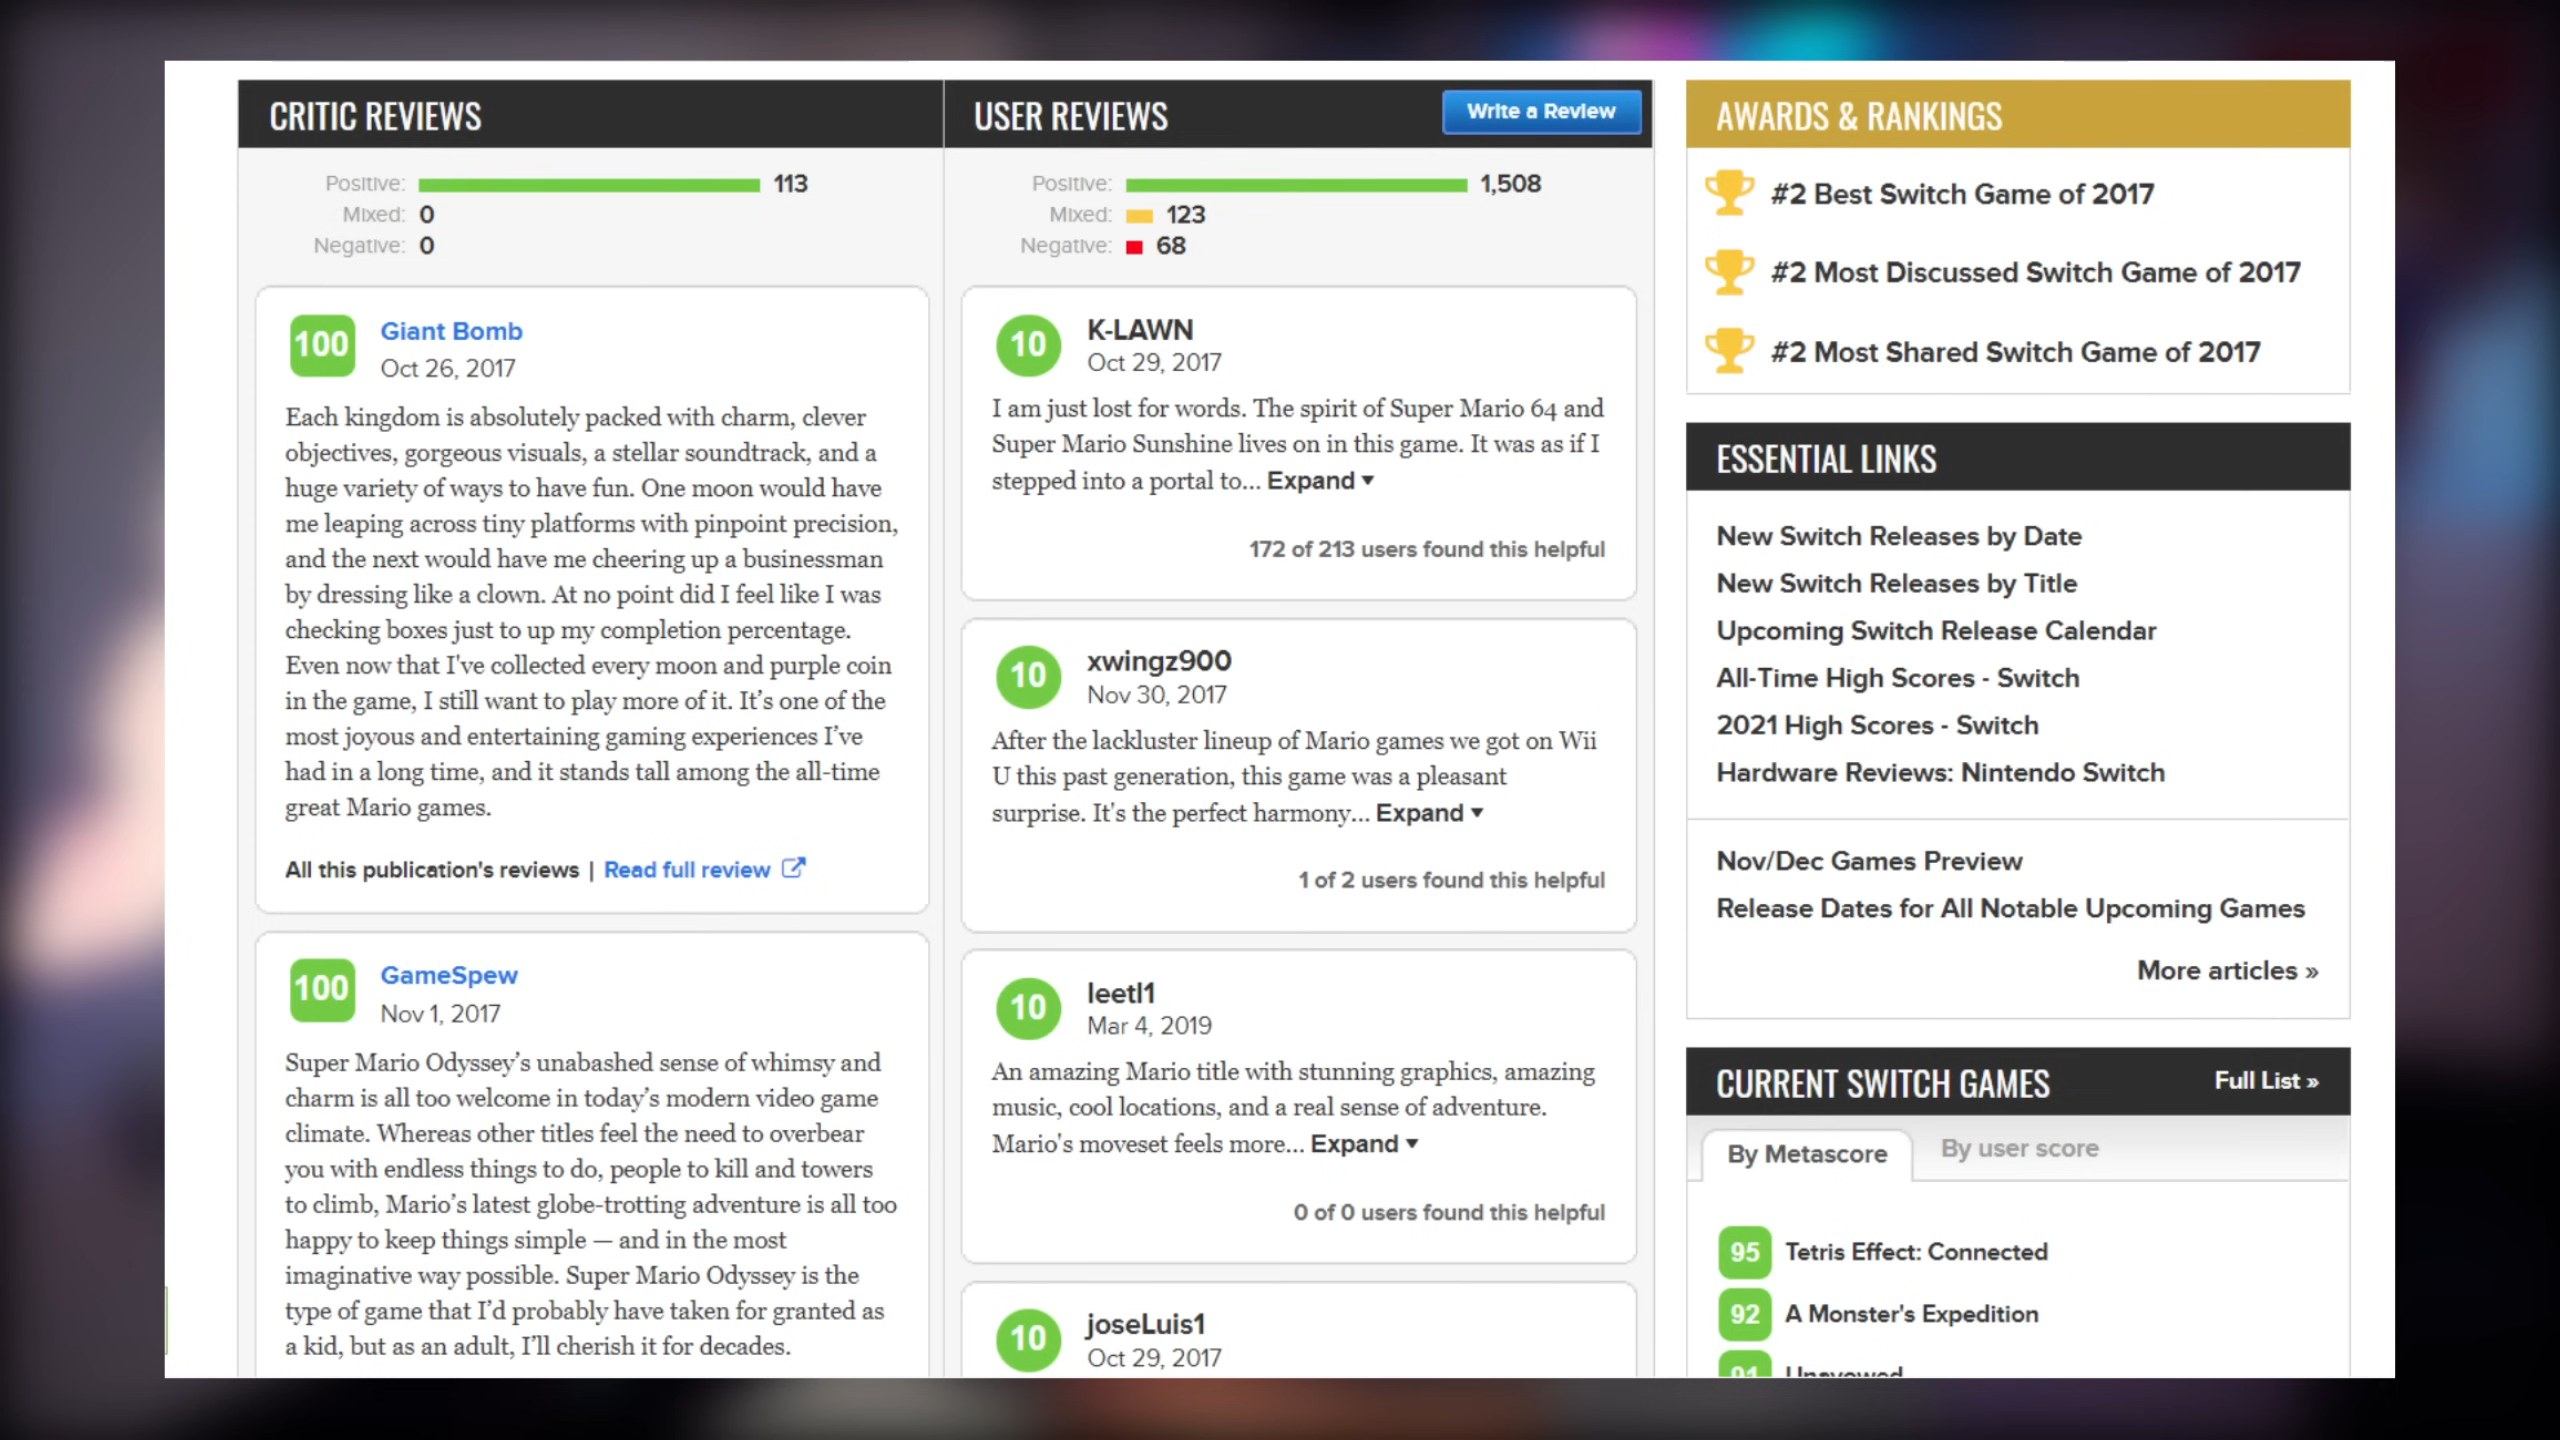 CRITIC REVIEWS
Positive: 113
Mixed: 0
Negative: 0
100
Giant Bomb
Oct 26, 2017
Each kingdom is absolutely packed with charm, clever
objectives, gorgeous visuals, a stellar soundtrack, and a
huge variety of ways to have fun. One moon would have
me leaping across tiny platforms with pinpoint precision,
and the next would have me cheering up a businessman
by dressing like a clown. At no point did I feel like I was
checking boxes just to up my completion percentage.
Even now that I've collected every moon and purple coin
in the game, I still want to play more of it. It’s one of the
most joyous and entertaining gaming experiences I’ve
had in a long time, and it stands tall among the all-time
great Mario games.
All this publication's reviews | Read full review
100
GameSpew
Nov 1, 2017
Super Mario Odyssey’s unabashed sense of whimsy and
charm is all too welcome in today’s modern video game
climate. Whereas other titles feel the need to overbear
you with endless things to do, people to kill and towers
to climb, Mario’s latest globe-trotting adventure is all too
happy to keep things simple — and in the most
imaginative way possible. Super Mario Odyssey is the
type of game that I’d probably have taken for granted as
a kid, but as an adult, I’ll cherish it for decades.
USER REVIEWS
Write a Review
Positive: 1,508
Mixed: 123
Negative: 68
10
K-LAWN
Oct 29, 2017
I am just lost for words. The spirit of Super Mario 64 and
Super Mario Sunshine lives on in this game. It was as if I
stepped into a portal to... Expand ▼
172 of 213 users found this helpful
10
xwingz900
Nov 30, 2017
After the lackluster lineup of Mario games we got on Wii
U this past generation, this game was a pleasant
surprise. It's the perfect harmony... Expand ▼
1 of 2 users found this helpful
10
leetl1
Mar 4, 2019
An amazing Mario title with stunning graphics, amazing
music, cool locations, and a real sense of adventure.
Mario's moveset feels more... Expand ▼
0 of 0 users found this helpful
10
joseLuis1
Oct 29, 2017
AWARDS & RANKINGS
#2 Best Switch Game of 2017
#2 Most Discussed Switch Game of 2017
#2 Most Shared Switch Game of 2017
ESSENTIAL LINKS
New Switch Releases by Date
New Switch Releases by Title
Upcoming Switch Release Calendar
All-Time High Scores - Switch
2021 High Scores - Switch
Hardware Reviews: Nintendo Switch
Nov/Dec Games Preview
Release Dates for All Notable Upcoming Games
More articles »
CURRENT SWITCH GAMES
Full List »
By Metascore
By user score
95 Tetris Effect: Connected
92 A Monster's Expedition
91 Unavowed